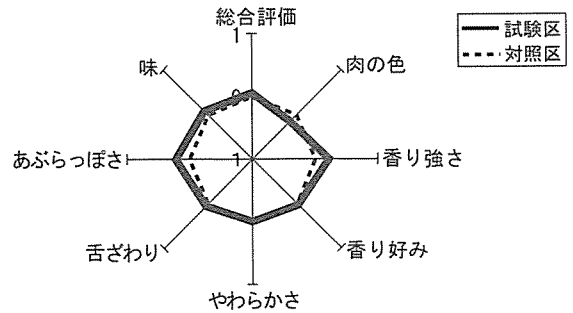 総合評価
1
試験区
対照区
味
肉の色
0
あぶらっぽさ
1
香り強さ
舌ざわり
香り好み
やわらかさ